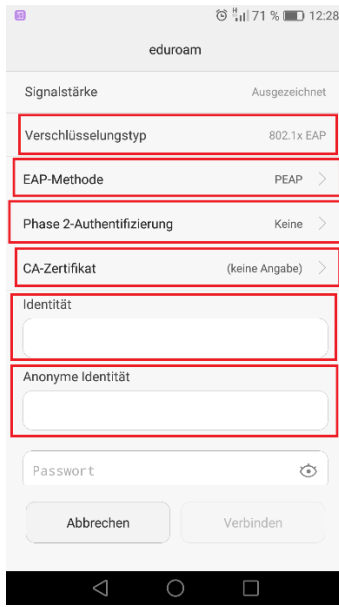 H 71 % 12:28
eduroam
Signalstärke Ausgezeichnet
Verschlüsselungstyp 802.1x EAP
EAP-Methode PEAP
Phase 2-Authentifizierung Keine
CA-Zertifikat (keine Angabe)
Identität
Anonyme Identität
Passwort
Abbrechen Verbinden